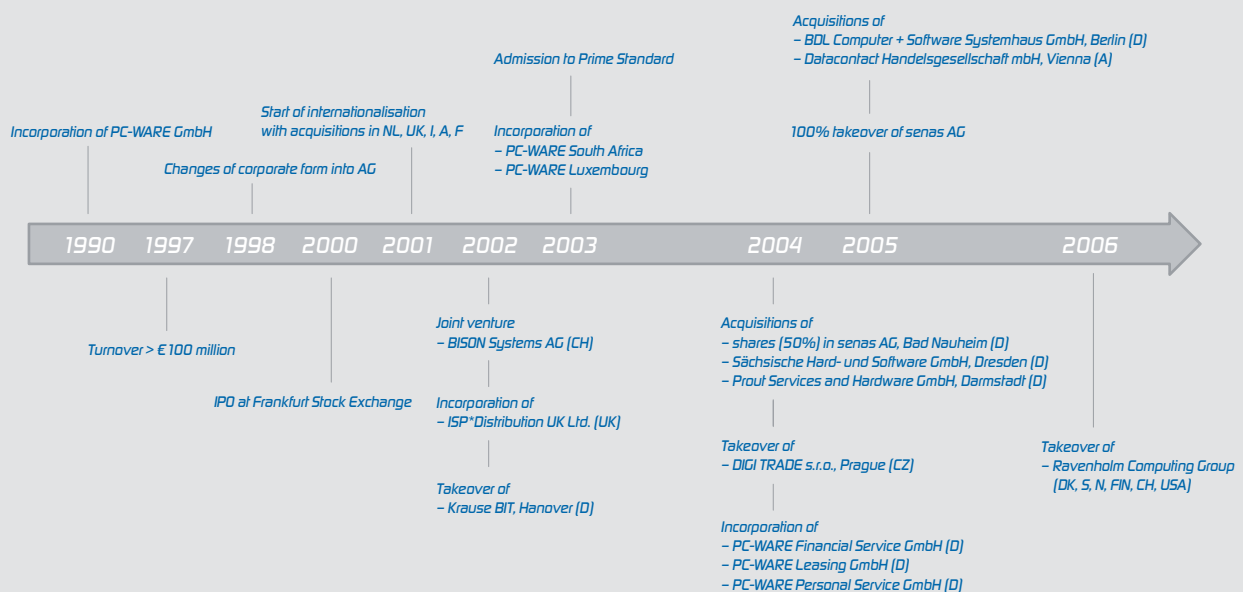 Acquisitions of
– BDL Computer + Software Systemhaus GmbH, Berlin (D)
– Datacontact Handelsgesellschaft mbH, Vienna (A)
Admission to Prime Standard
Start of internationalisation
with acquisitions in NL, UK, I, A, F
Incorporation of PC-WARE GmbH
Incorporation of
– PC-WARE South Africa
– PC-WARE Luxembourg
100% takeover of senas AG
Changes of corporate form into AG
1990 1997 1998 2000 2001 2002 2003 2004 2005 2006
Turnover > € 100 million
IPO at Frankfurt Stock Exchange
Joint venture
– BISON Systems AG (CH)
Incorporation of
– ISP*Distribution UK Ltd. (UK)
Takeover of
– Krause BIT, Hanover (D)
Acquisitions of
– shares (50%) in senas AG, Bad Nauheim (D)
– Sächsische Hard- und Software GmbH, Dresden (D)
– Prout Services and Hardware GmbH, Darmstadt (D)
Takeover of
– DIGI TRADE s.r.o., Prague (CZ)
Incorporation of
– PC-WARE Financial Service GmbH (D)
– PC-WARE Leasing GmbH (D)
– PC-WARE Personal Service GmbH (D)
Takeover of
– Ravenholm Computing Group
(DK, S, N, FIN, CH, USA)